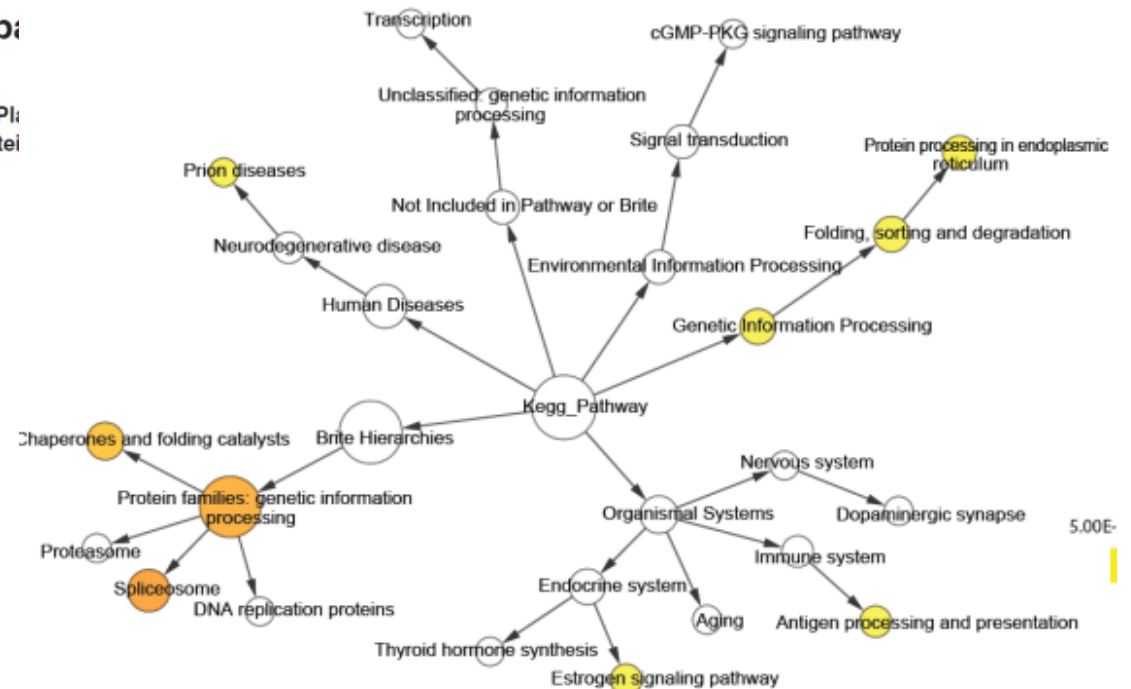 Transcription
cGMP-PKG signaling pathway
Unclassified: genetic information
processing
Signal transduction
Protein processing in endoplasmic
reticulum
Prion diseases
Not Included in Pathway or Brite
Folding, sorting and degradation
Neurodegenerative disease
Environmental Information Processing
Human Diseases
Genetic Information Processing
Kegg_Pathway
Chaperones and folding catalysts
Brite Hierarchies
Nervous system
Protein families: genetic information
processing
Organismal Systems
Dopaminergic synapse
5.00E-
Proteasome
Immune system
Spliceosome
Endocrine system
DNA replication proteins
Aging
Antigen processing and presentation
Thyroid hormone synthesis
Estrogen signaling pathway